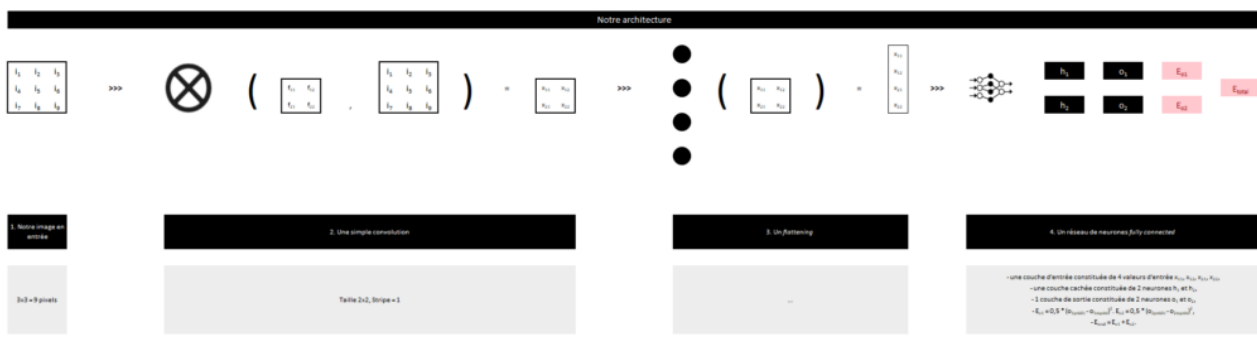 Notre architecture
i₁ i₂ i₃
i₄ i₅ i₆
i₇ i₈ i₉
>>>
(
f₁₁ f₁₂
f₂₁ f₂₂
,
i₁ i₂ i₃
i₄ i₅ i₆
i₇ i₈ i₉
)
=
x₁₁ x₁₂
x₂₁ x₂₂
>>>
(
x₁₁ x₁₂
x₂₁ x₂₂
)
=
x₁₁
x₁₂
x₂₁
x₂₂
>>>
h₁ o₁ Eₒ₁
h₂ o₂ Eₒ₂
Eₜₒₜₐₗ
1. Notre image en
entrée
2. Une simple convolution
3. Un flattening
4. Un réseau de neurones fully connected
3x3 = 9 pixels
Taille 2x2, Stripe = 1
...
- une couche d'entrée constituée de 4 valeurs d'entrée x₁₁, x₁₂, x₂₁, x₂₂,
- une couche cachée constituée de 2 neurones h₁ et h₂,
- 1 couche de sortie constituée de 2 neurones o₁ et o₂,